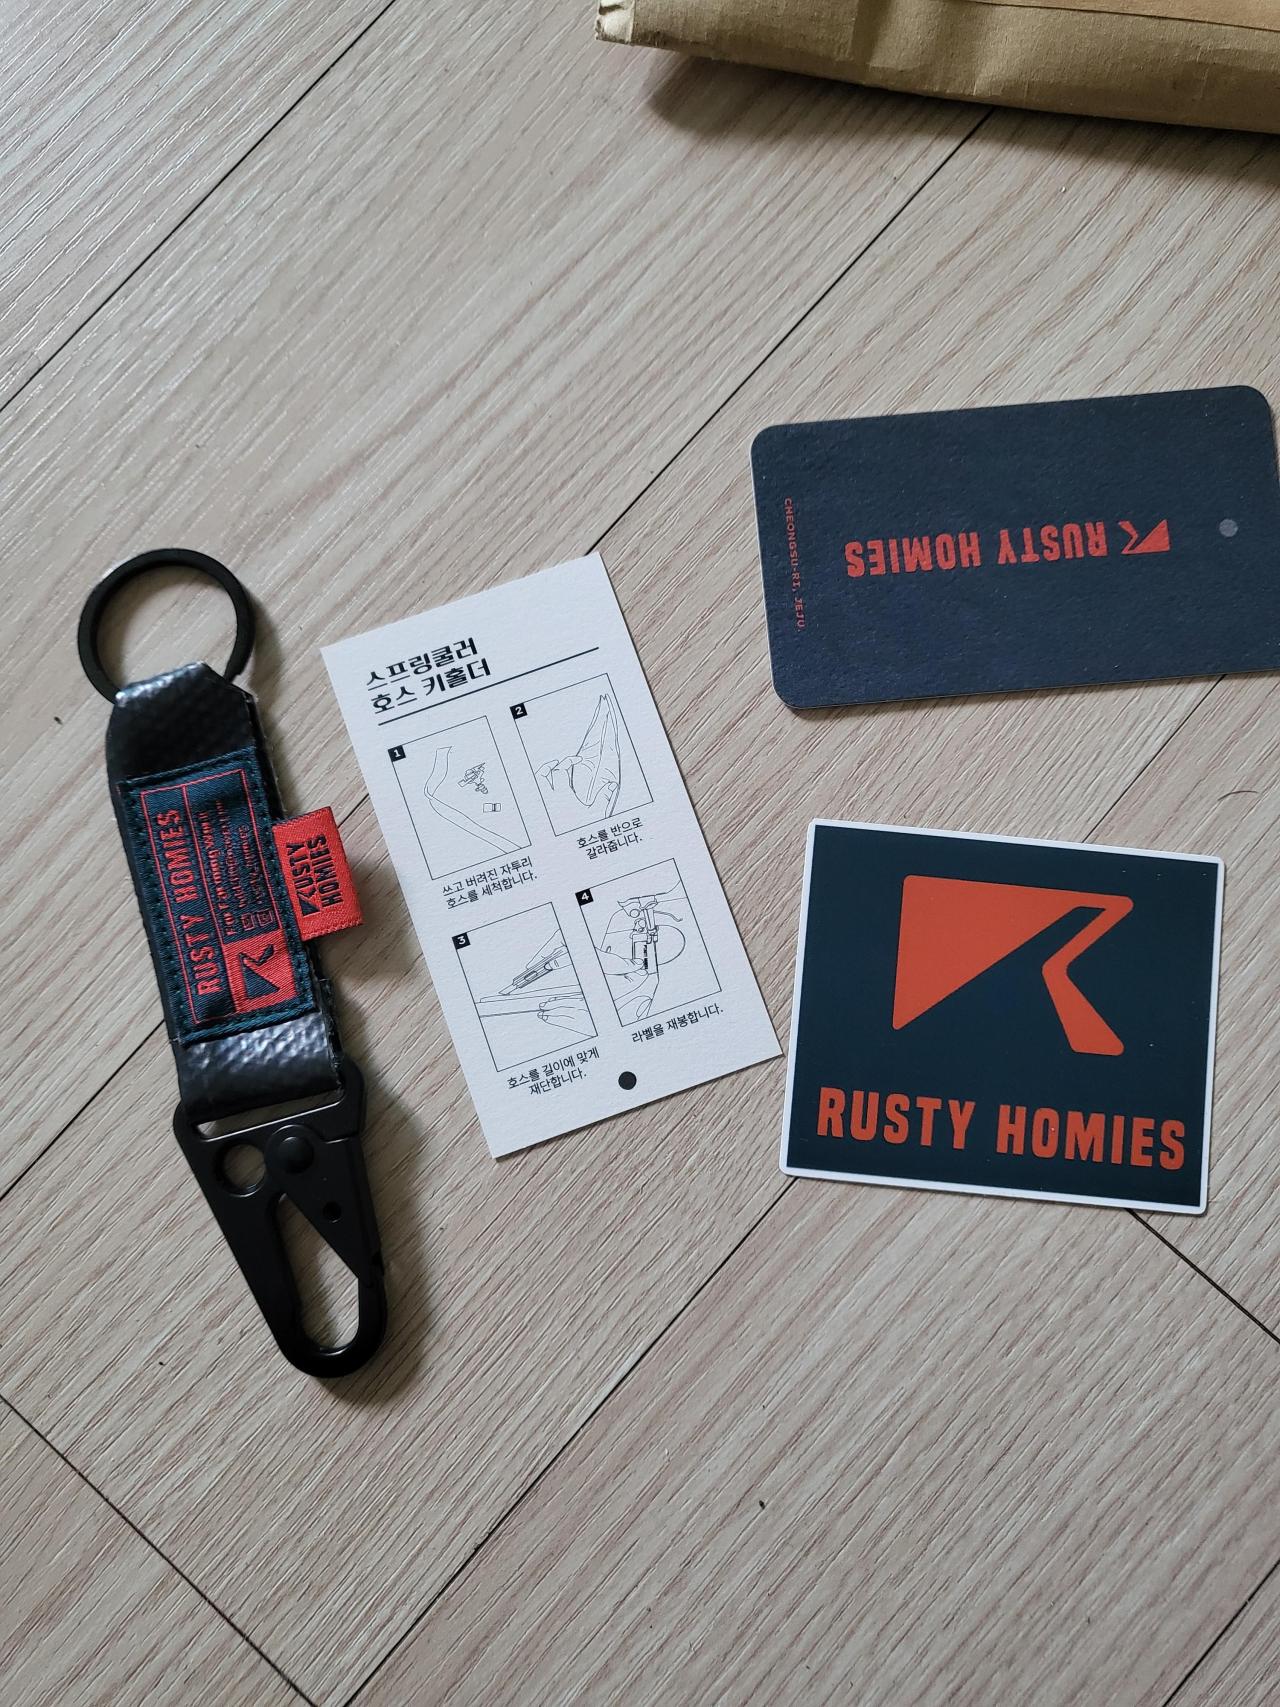 RUSTY HOMIES
RUSTY
HOMIES
스프링쿨러
호스 키홀더
1
쓰고 버려진 자투리
호스를 세척합니다.
2
호스를 반으로
갈라줍니다.
3
호스를 길이에 맞게
재단합니다.
4
라벨을 재봉합니다.
RUSTY HOMIES
CHEONGSU-RI, JEJU.
RUSTY HOMIES